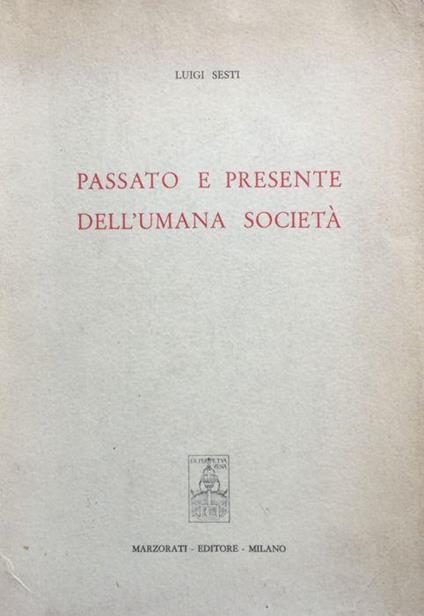 LUIGI SESTI
PASSATO E PRESENTE
DELL'UMANA SOCIETÀ
MARZORATI - EDITORE - MILANO